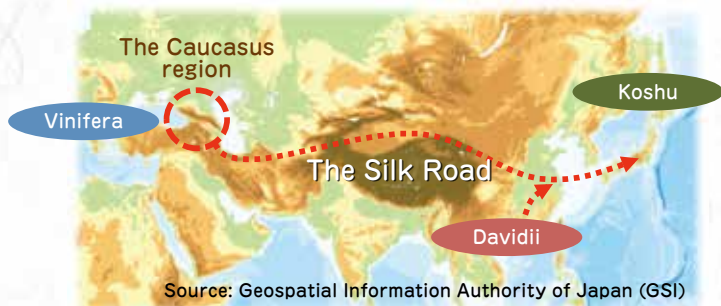 The Caucasus
region
Vinifera
Koshu
The Silk Road
Davidii
Source: Geospatial Information Authority of Japan (GSI)